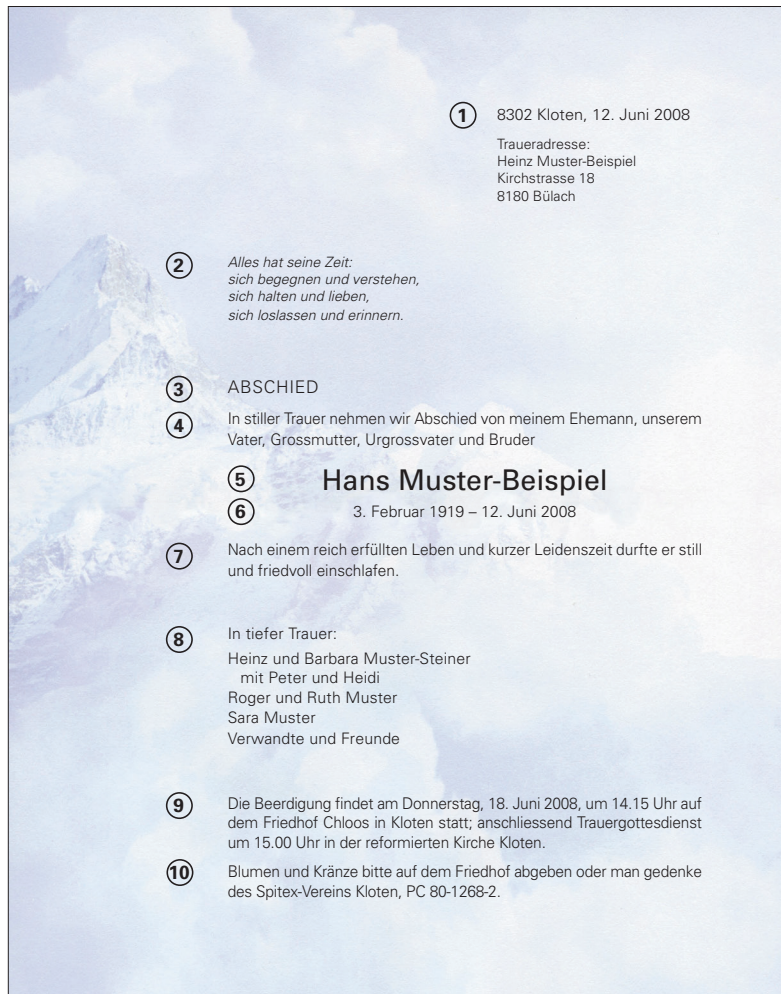 1 8302 Kloten, 12. Juni 2008
Traueradresse:
Heinz Muster-Beispiel
Kirchstrasse 18
8180 Bülach
2 Alles hat seine Zeit:
sich begegnen und verstehen,
sich halten und lieben,
sich loslassen und erinnern.
3 ABSCHIED
4 In stiller Trauer nehmen wir Abschied von meinem Ehemann, unserem
Vater, Grossmutter, Urgrossvater und Bruder
5 Hans Muster-Beispiel
6 3. Februar 1919 – 12. Juni 2008
7 Nach einem reich erfüllten Leben und kurzer Leidenszeit durfte er still
und friedvoll einschlafen.
8 In tiefer Trauer:
Heinz und Barbara Muster-Steiner
mit Peter und Heidi
Roger und Ruth Muster
Sara Muster
Verwandte und Freunde
9 Die Beerdigung findet am Donnerstag, 18. Juni 2008, um 14.15 Uhr auf
dem Friedhof Chloos in Kloten statt; anschliessend Trauergottesdienst
um 15.00 Uhr in der reformierten Kirche Kloten.
10 Blumen und Kränze bitte auf dem Friedhof abgeben oder man gedenke
des Spitex-Vereins Kloten, PC 80-1268-2.